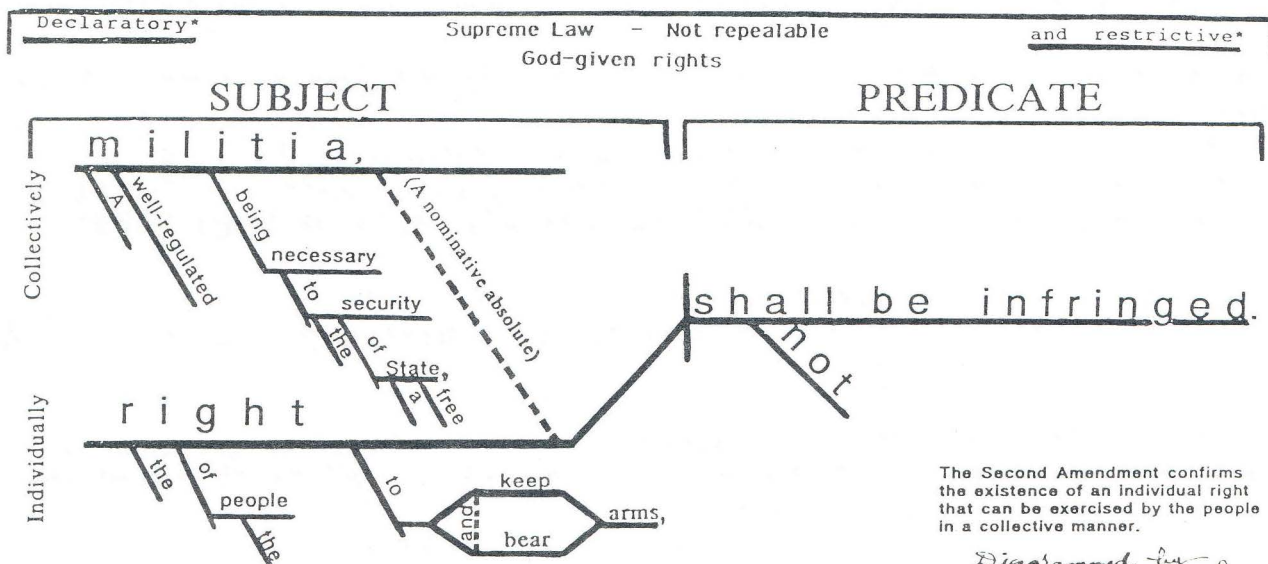 Declaratory*
Supreme Law - Not repealable
and restrictive*
God-given rights
SUBJECT
PREDICATE
Collectively
militia,
A
well-regulated
being
necessary
to
security
the
of
State,
a
free
(A nominative absolute)
shall be infringed.
not
Individually
right
the
of
people
the
to
keep
and
bear
arms,
The Second Amendment confirms
the existence of an individual right
that can be exercised by the people
in a collective manner.
Diagrammed by